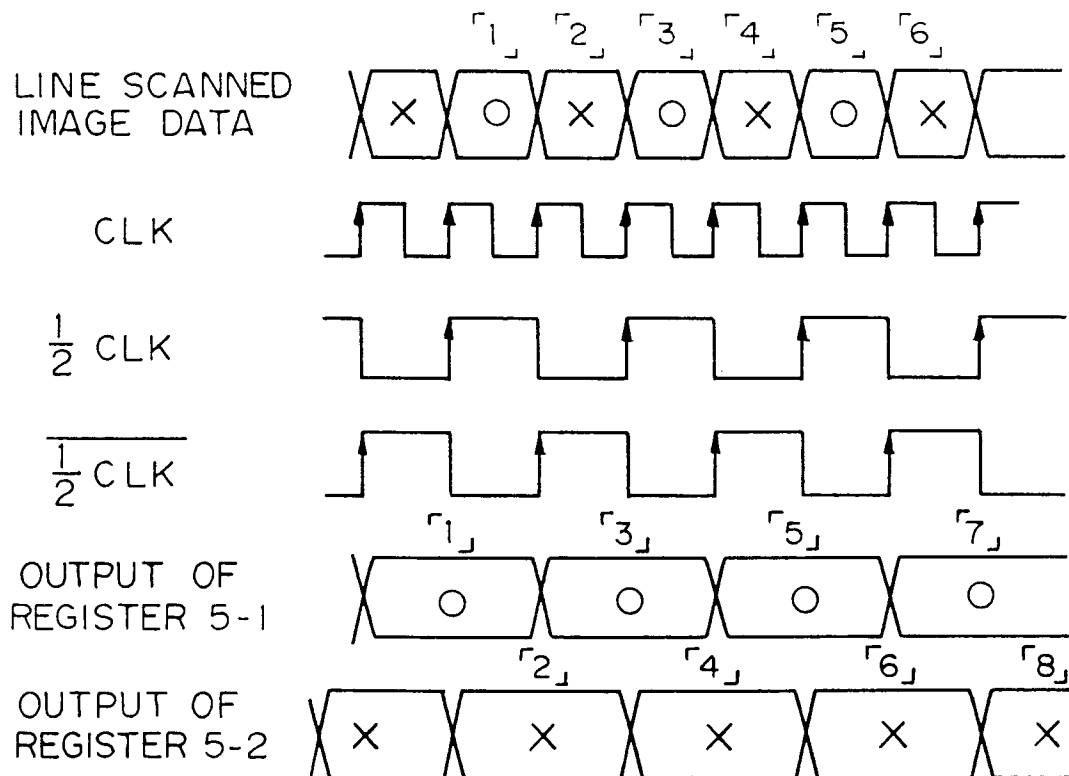 「1」 「2」 「3」 「4」 「5」 「6」
LINE SCANNED
IMAGE DATA
CLK
1/2 CLK
1/2 CLK
「1」 「3」 「5」 「7」
OUTPUT OF
REGISTER 5-1
「2」 「4」 「6」 「8」
OUTPUT OF
REGISTER 5-2